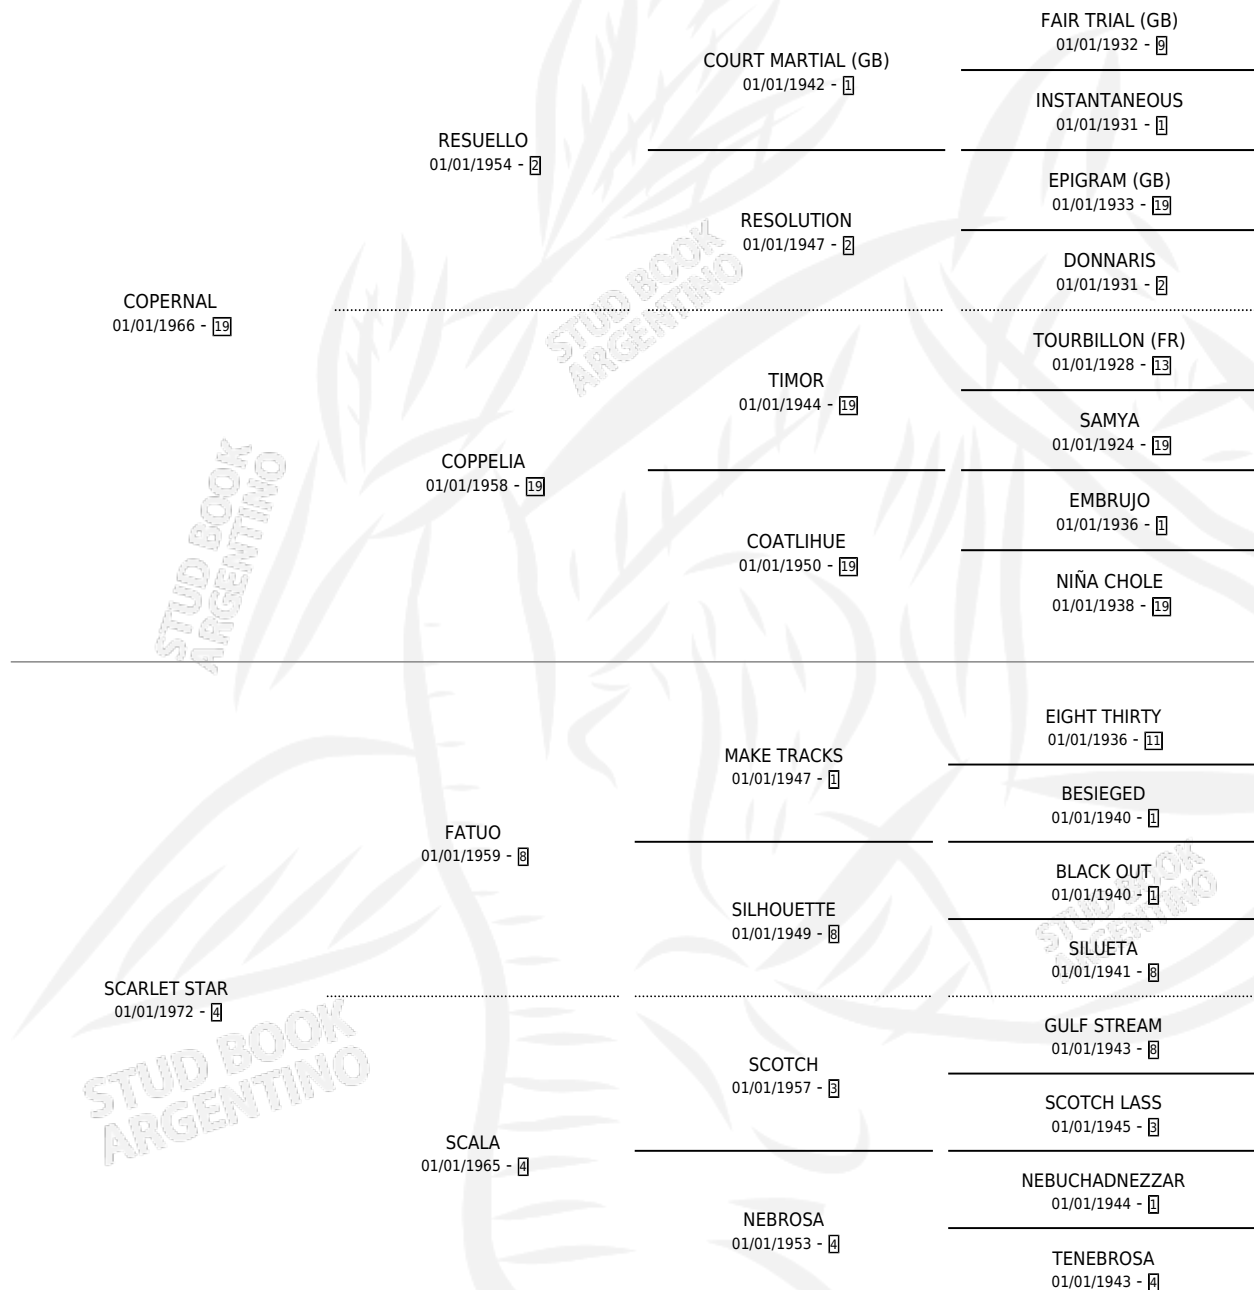 FAIR TRIAL (GB)
01/01/1932 - 9
COURT MARTIAL (GB)
01/01/1942 - 1
INSTANTANEOUS
01/01/1931 - 1
RESUELLO
01/01/1954 - 2
EPIGRAM (GB)
01/01/1933 - 19
RESOLUTION
01/01/1947 - 2
DONNARIS
01/01/1931 - 2
COPERNAL
01/01/1966 - 19
TOURBILLON (FR)
01/01/1928 - 13
TIMOR
01/01/1944 - 19
SAMYA
01/01/1924 - 19
COPPELIA
01/01/1958 - 19
EMBRUJO
01/01/1936 - 1
COATLIHUE
01/01/1950 - 19
NIÑA CHOLE
01/01/1938 - 19
EIGHT THIRTY
01/01/1936 - 11
MAKE TRACKS
01/01/1947 - 1
BESIEGED
01/01/1940 - 1
FATUO
01/01/1959 - 8
BLACK OUT
01/01/1940 - 1
SILHOUETTE
01/01/1949 - 8
SILUETA
01/01/1941 - 8
SCARLET STAR
01/01/1972 - 4
GULF STREAM
01/01/1943 - 8
SCOTCH
01/01/1957 - 3
SCOTCH LASS
01/01/1945 - 3
SCALA
01/01/1965 - 4
NEBUCHADNEZZAR
01/01/1944 - 1
NEBROSA
01/01/1953 - 4
TENEBROSA
01/01/1943 - 4
STUD BOOK
ARGENTINO
STUD BOOK
ARGENTINO
STUD BOOK
ARGENTINO
STUD BOOK
ARGENTINO